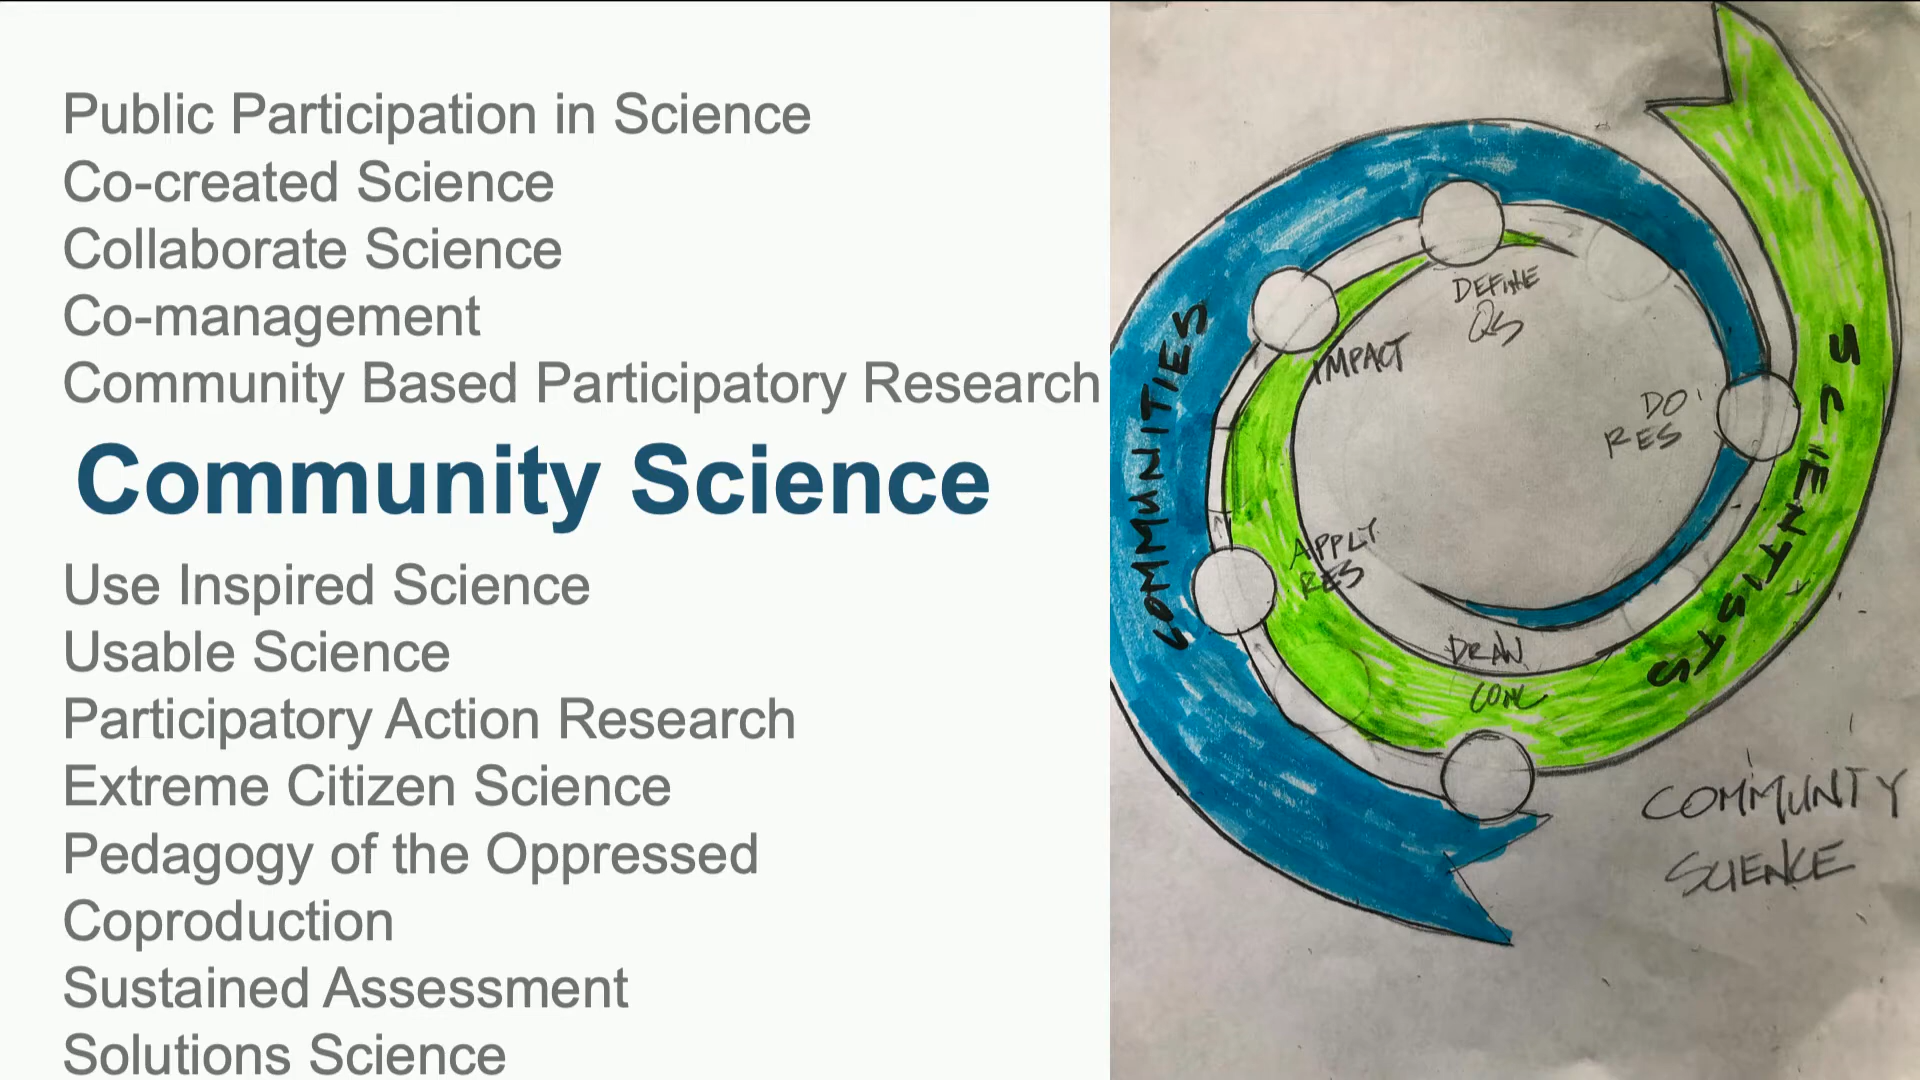 Public Participation in Science
Co-created Science
Collaborate Science
Co-management
Community Based Participatory Research
Community Science
Use Inspired Science
Usable Science
Participatory Action Research
Extreme Citizen Science
Pedagogy of the Oppressed
Coproduction
Sustained Assessment
Solutions Science
COMMUNITIES
SCIENTISTS
DEFINE
QS
IMPACT
DO
RES
APPLY
RES
DRAW
CONC
COMMUNITY
SCIENCE